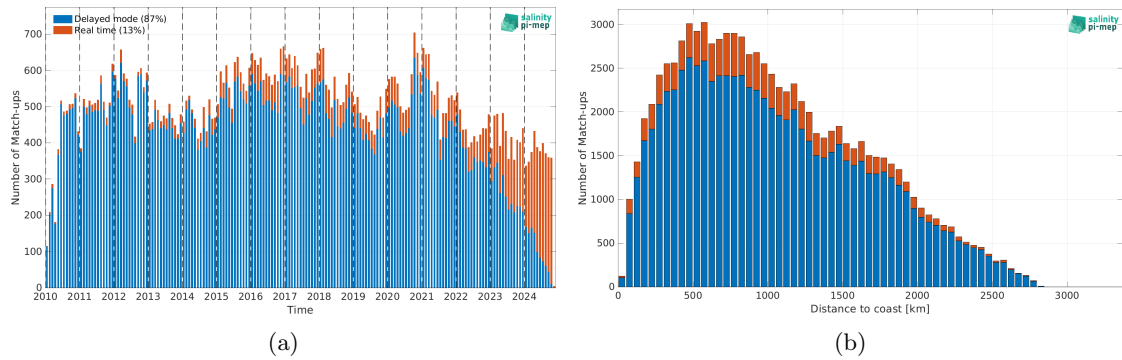 Delayed mode (87%)
Real time (13%)
salinity
pi-mep
Number of Match-ups
700
600
500
400
300
200
100
0
2010 2011 2012 2013 2014 2015 2016 2017 2018 2019 2020 2021 2022 2023 2024
Time
(a)
salinity
pi-mep
Number of Match-ups
3000
2500
2000
1500
1000
500
0
0 500 1000 1500 2000 2500 3000
Distance to coast [km]
(b)